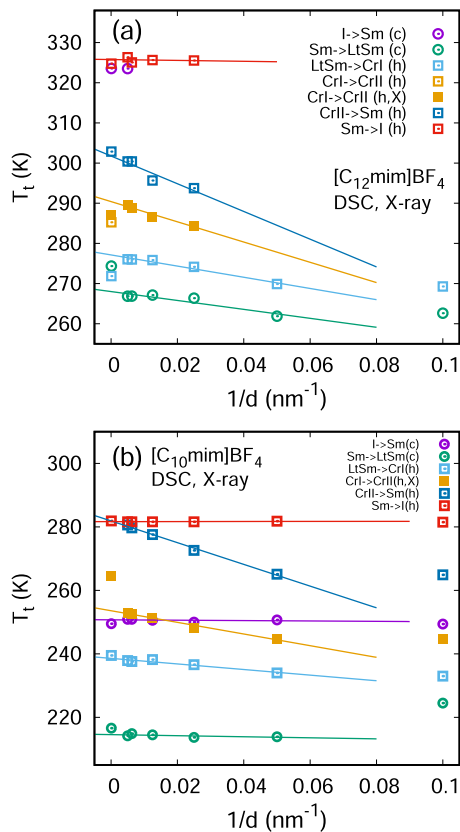 (a)
I->Sm (c)
Sm->LtSm (c)
LtSm->CrI (h)
CrI->CrII (h)
CrI->CrII (h,X)
CrII->Sm (h)
Sm->I (h)
[C12mim]BF4
DSC, X-ray
330
320
310
300
290
280
270
260
Tt (K)
0 0.02 0.04 0.06 0.08 0.1
1/d (nm-1)
(b)
[C10mim]BF4
DSC, X-ray
I->Sm(c)
Sm->LtSm(c)
LtSm->CrI(h)
CrI->CrII(h,X)
CrII->Sm(h)
Sm->I(h)
300
280
260
240
220
Tt (K)
0 0.02 0.04 0.06 0.08 0.1
1/d (nm-1)